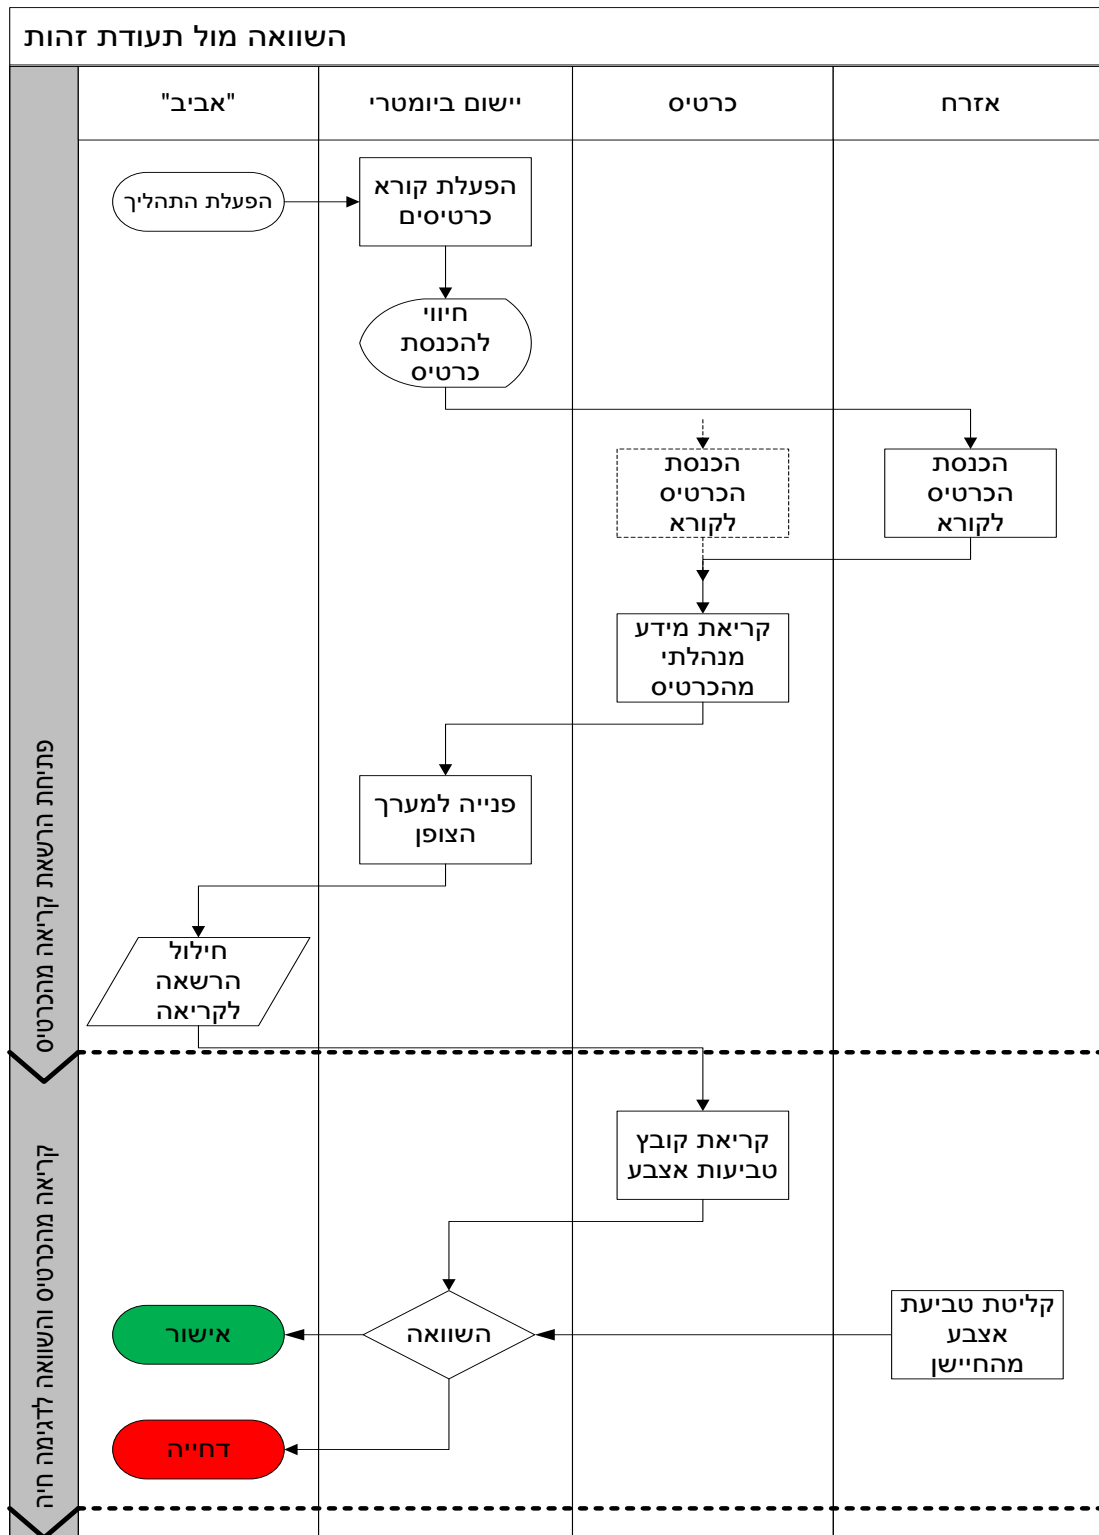 השוואה מול תעודת זהות
אזרח
כרטיס
יישום ביומטרי
"אביב"
הפעלת התהליך
הפעלת קורא
כרטיסים
חיווי
להכנסת
כרטיס
הכנסת
הכרטיס
לקורא
הכנסת
הכרטיס
לקורא
קריאת מידע
מנהלתי
מהכרטיס
פנייה למערך
הצופן
חילול
הרשאה
לקריאה
פתיחת הרשאת קריאה מהכרטיס
קריאת קובץ
טביעות אצבע
קליטת טביעת
אצבע
מהחיישן
השוואה
אישור
דחייה
קריאה מהכרטיס והשוואה לדגימה חיה